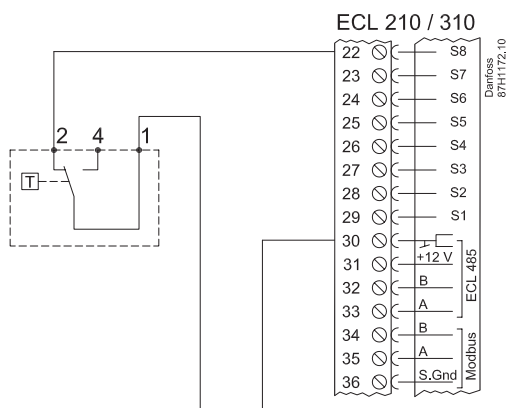 ECL 210 / 310
22 S8
23 S7
24 S6
25 S5
26 S4
27 S3
28 S2
29 S1
30
31 +12 V
32 B
33 A
ECL 485
34 B
35 A
36 S.Gnd
Modbus
Danfoss
87H1172.10
2 4 1
T